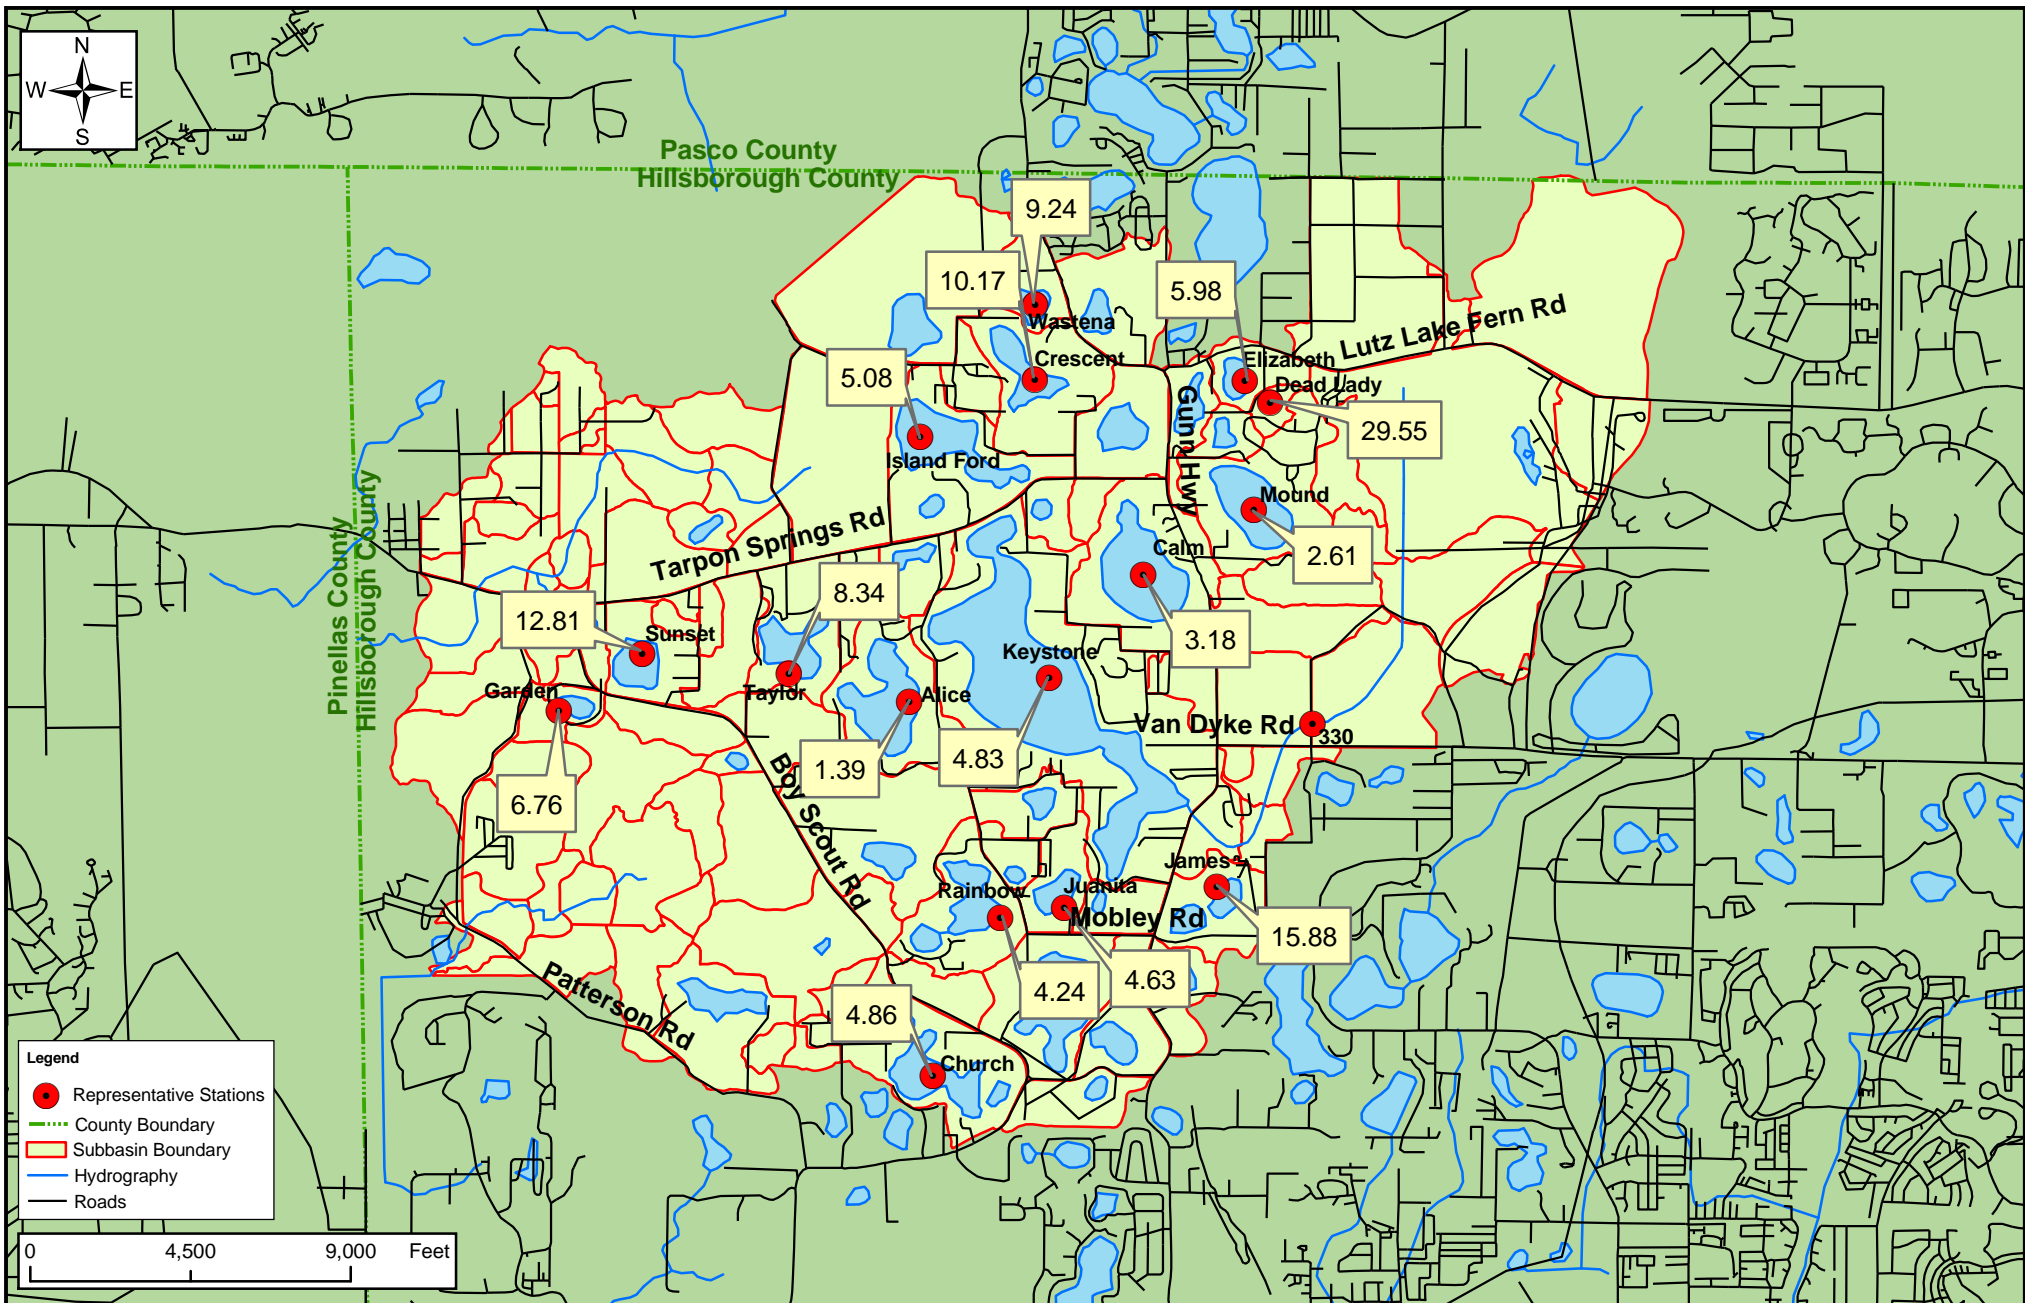 N
W E
S
Pasco County
Hillsborough County
9.24
10.17
5.98
Wastena
Lutz Lake Fern Rd
Crescent
Elizabeth
5.08
Dead Lady
Gunn Hwy
29.55
Island Ford
Mound
Pinellas County
Hillsborough County
Tarpon Springs Rd
Calm
2.61
8.34
12.81
Sunset
3.18
Keystone
Garden
Taylor
Alice
Van Dyke Rd
330
4.83
1.39
Boy Scout Rd
6.76
James
Rainbow
Juanita
Mobley Rd
15.88
Patterson Rd
4.24
4.63
4.86
Church
Legend
Representative Stations
County Boundary
Subbasin Boundary
Hydrography
Roads
0 4,500 9,000 Feet